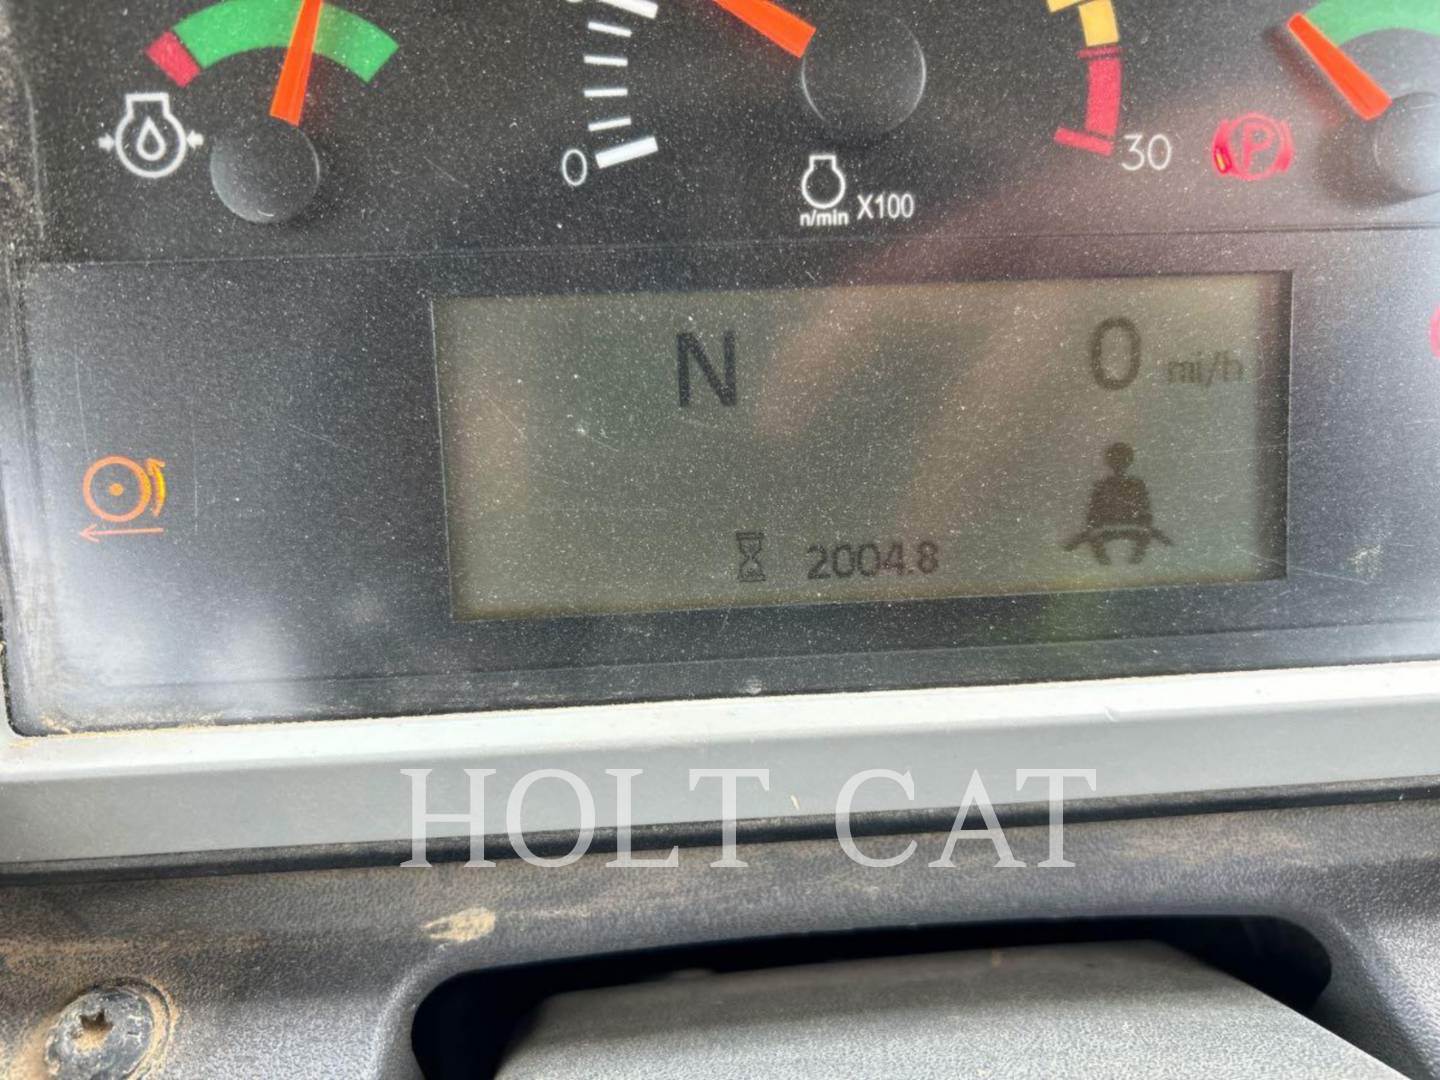 0
30
P
n/min X100
N 0 mi/h
2004.8
HOLT CAT